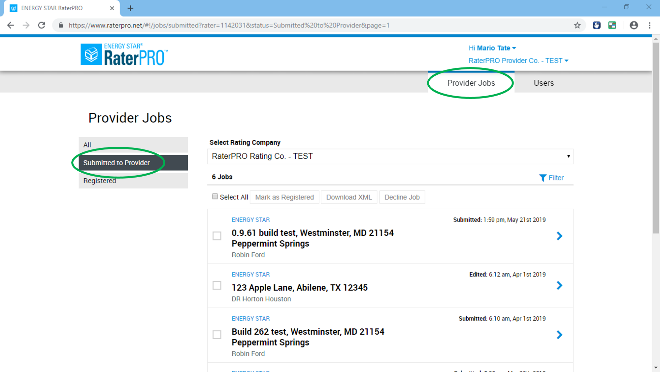 ENERGY STAR RaterPRO
https://www.raterpro.net/#!/jobs/submitted?rater=1142031&status=Submitted%20to%20Provider&page=1
ENERGY STAR®
RaterPRO™
Hi Mario Tate
RaterPRO Provider Co. - TEST
Provider Jobs Users
Provider Jobs
All
Submitted to Provider
Registered
Select Rating Company
RaterPRO Rating Co. - TEST
6 Jobs Filter
Select All Mark as Registered Download XML Decline Job
ENERGY STAR Submitted: 1:59 pm, May 21st 2019
0.9.61 build test, Westminster, MD 21154
Peppermint Springs
Robin Ford
ENERGY STAR Edited: 6:12 am, Apr 1st 2019
123 Apple Lane, Abilene, TX 12345
DR Horton Houston
ENERGY STAR Submitted: 6:10 am, Apr 1st 2019
Build 262 test, Westminster, MD 21154
Peppermint Springs
Robin Ford